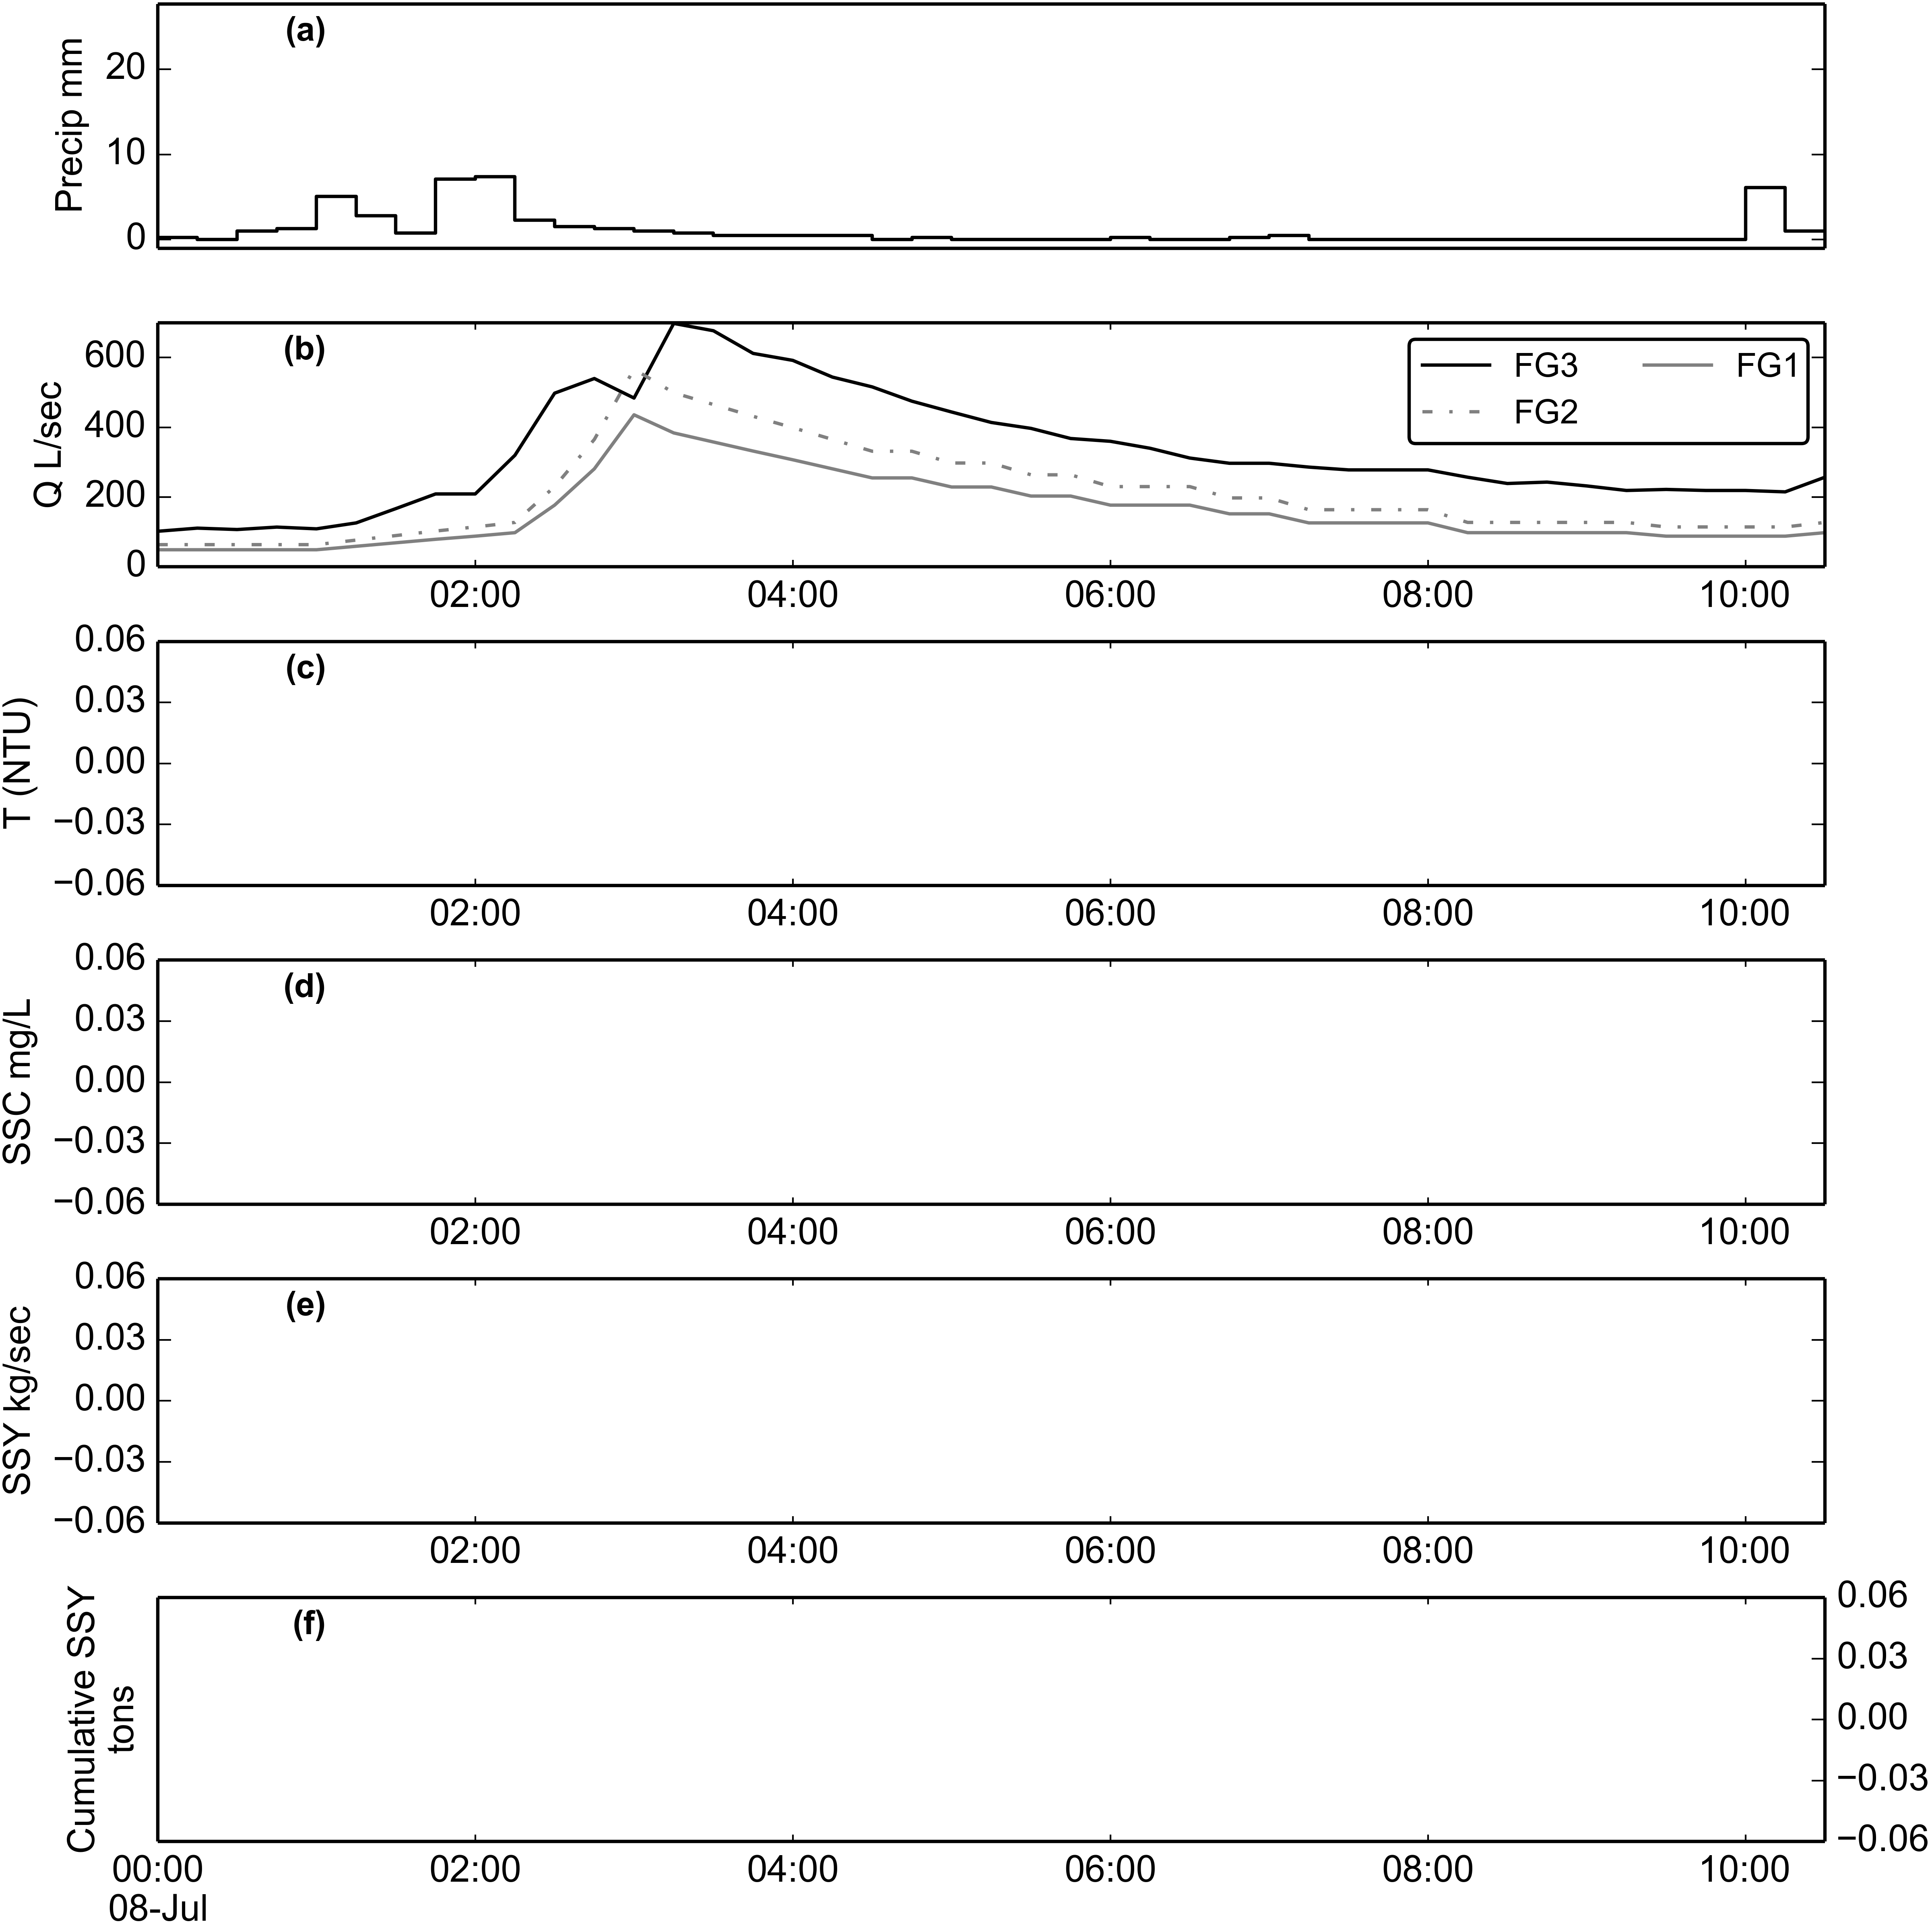 (a)
Precip mm
20
10
0
(b)
Q L/sec
600
400
200
0
FG3 FG1
FG2
02:00 04:00 06:00 08:00 10:00
(c)
T (NTU)
0.06
0.03
0.00
−0.03
−0.06
02:00 04:00 06:00 08:00 10:00
(d)
SSC mg/L
0.06
0.03
0.00
−0.03
−0.06
02:00 04:00 06:00 08:00 10:00
(e)
SSY kg/sec
0.06
0.03
0.00
−0.03
−0.06
02:00 04:00 06:00 08:00 10:00
(f)
Cumulative SSY
tons
0.06
0.03
0.00
−0.03
−0.06
00:00 02:00 04:00 06:00 08:00 10:00
08-Jul